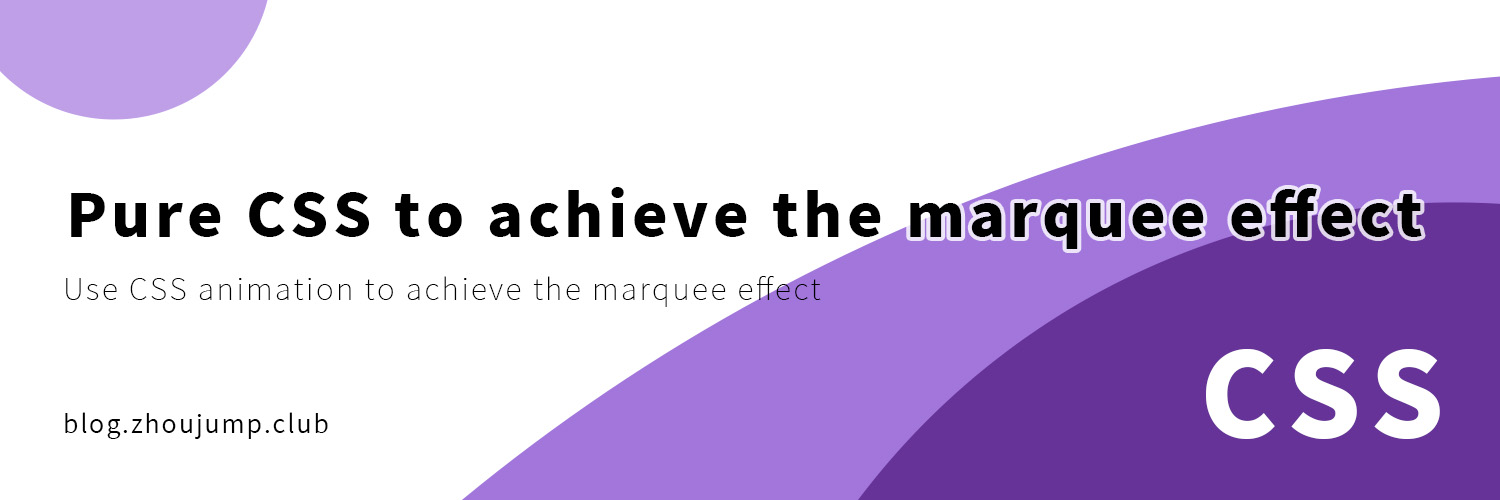 Pure CSS to achieve the marquee effect
Use CSS animation to achieve the marquee effect
blog.zhoujump.club
CSS